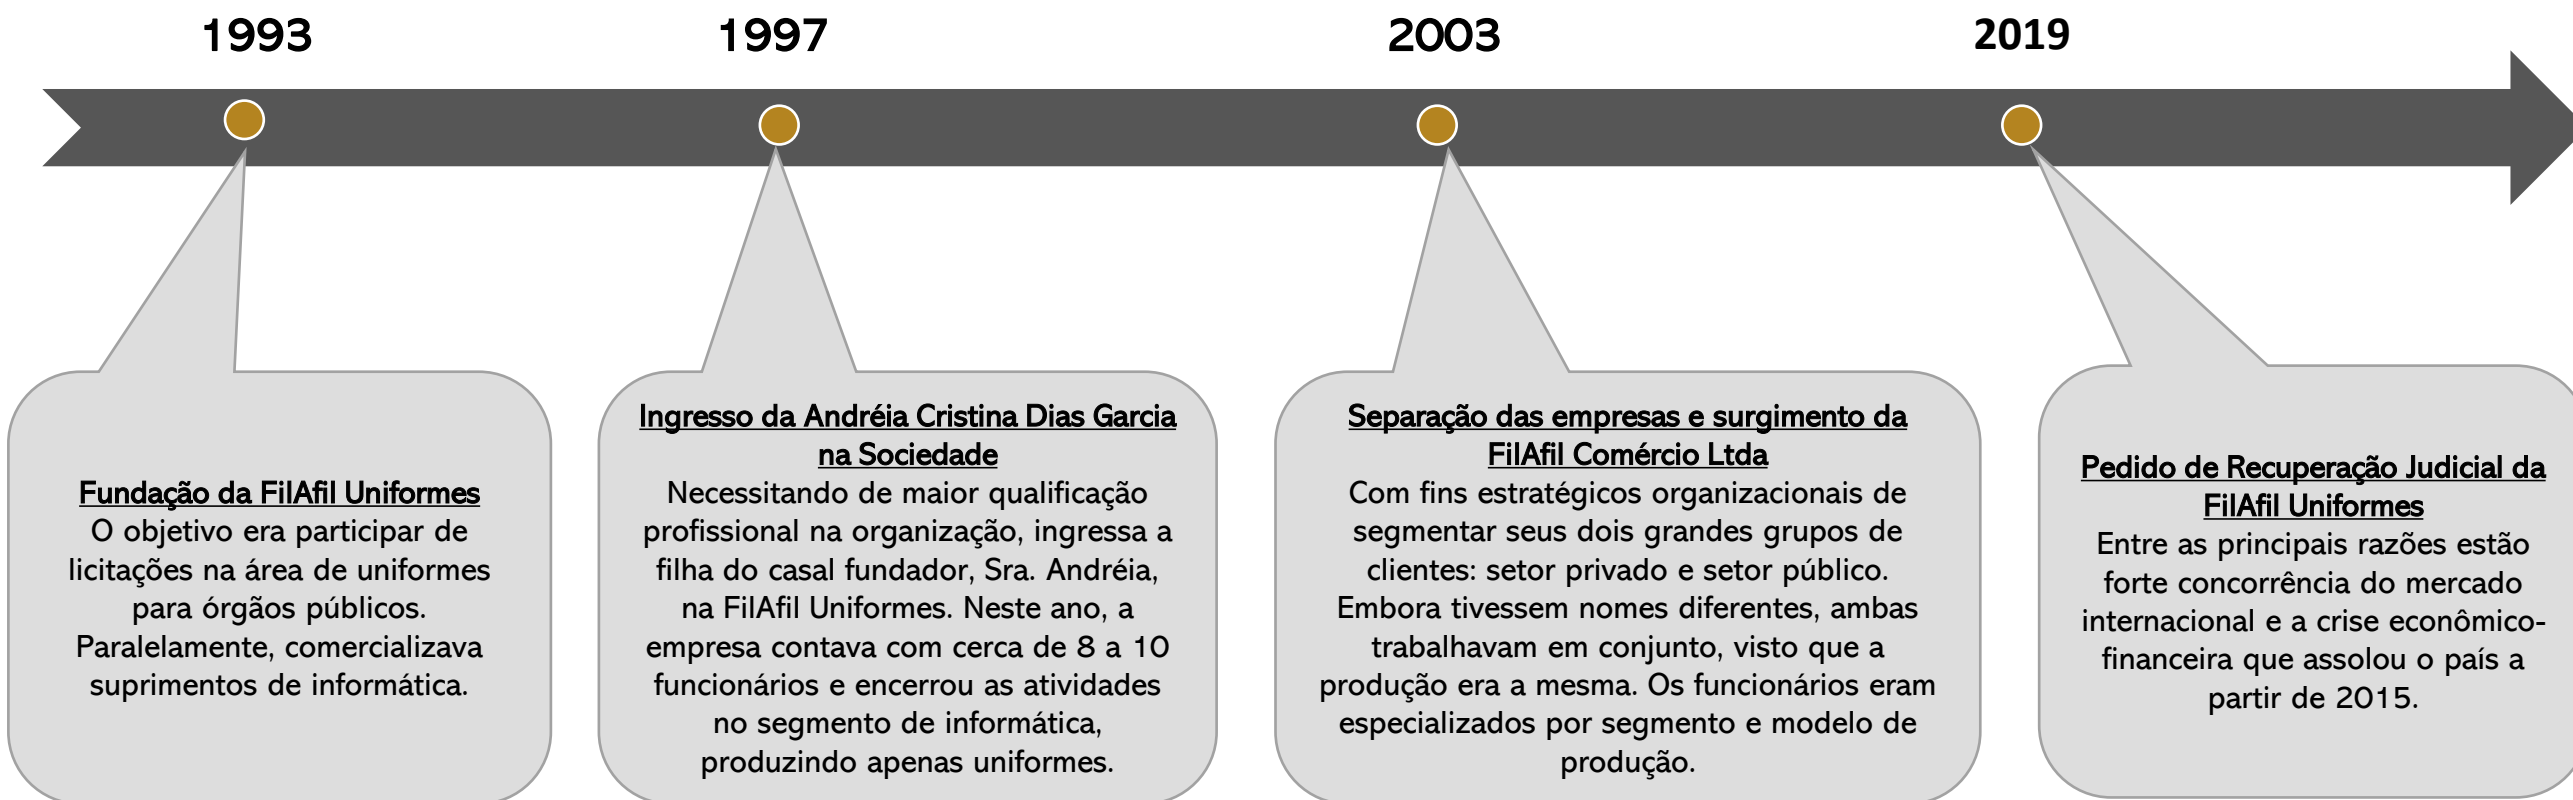 1993
1997
2003
2019
Fundação da FilAfil Uniformes
O objetivo era participar de
licitações na área de uniformes
para órgãos públicos.
Paralelamente, comercializava
suprimentos de informática.
Ingresso da Andréia Cristina Dias Garcia
na Sociedade
Necessitando de maior qualificação
profissional na organização, ingressa a
filha do casal fundador, Sra. Andréia,
na FilAfil Uniformes. Neste ano, a
empresa contava com cerca de 8 a 10
funcionários e encerrou as atividades
no segmento de informática,
produzindo apenas uniformes.
Separação das empresas e surgimento da
FilAfil Comércio Ltda
Com fins estratégicos organizacionais de
segmentar seus dois grandes grupos de
clientes: setor privado e setor público.
Embora tivessem nomes diferentes, ambas
trabalhavam em conjunto, visto que a
produção era a mesma. Os funcionários eram
especializados por segmento e modelo de
produção.
Pedido de Recuperação Judicial da
FilAfil Uniformes
Entre as principais razões estão
forte concorrência do mercado
internacional e a crise econômico-
financeira que assolou o país a
partir de 2015.